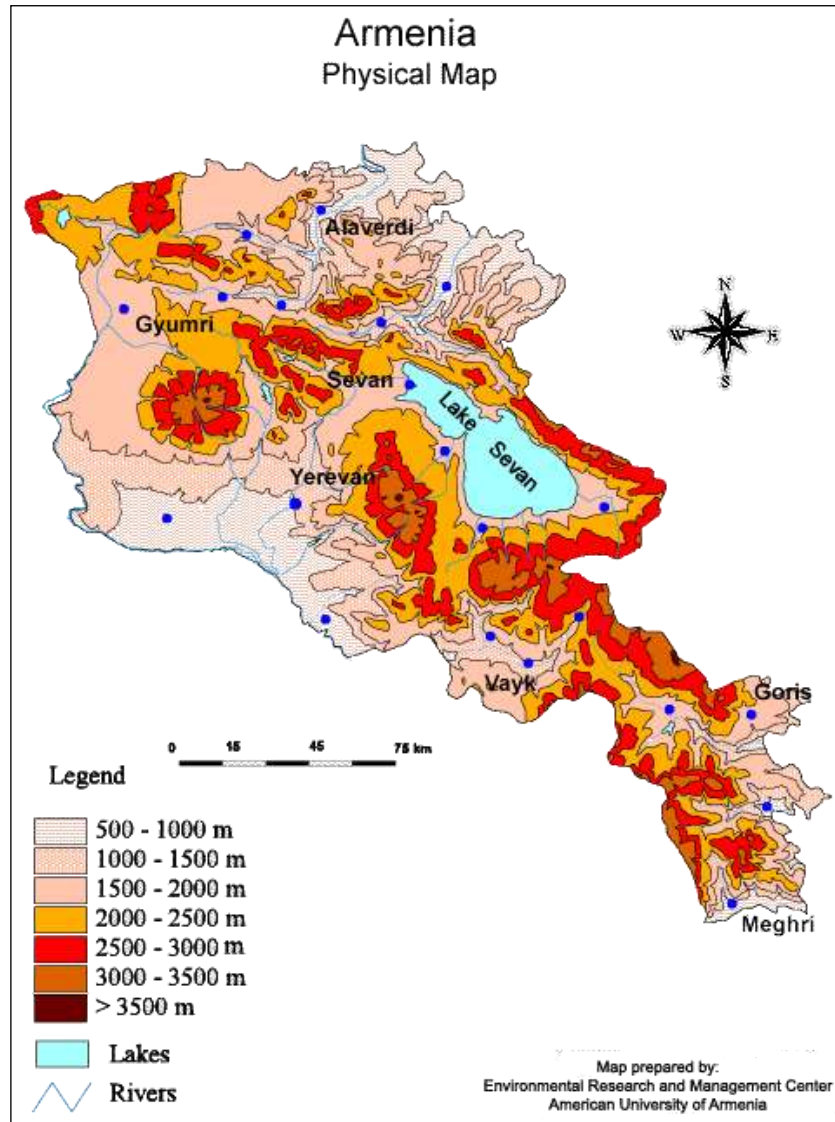 Armenia
Physical Map
Alaverdi
Gyumri
Sevan
Lake
Sevan
Yerevan
Vayk
Goris
Meghri
N
W
E
S
0 15 45 75 km
Legend
500 - 1000 m
1000 - 1500 m
1500 - 2000 m
2000 - 2500 m
2500 - 3000 m
3000 - 3500 m
> 3500 m
Lakes
Rivers
Map prepared by:
Environmental Research and Management Center
American University of Armenia